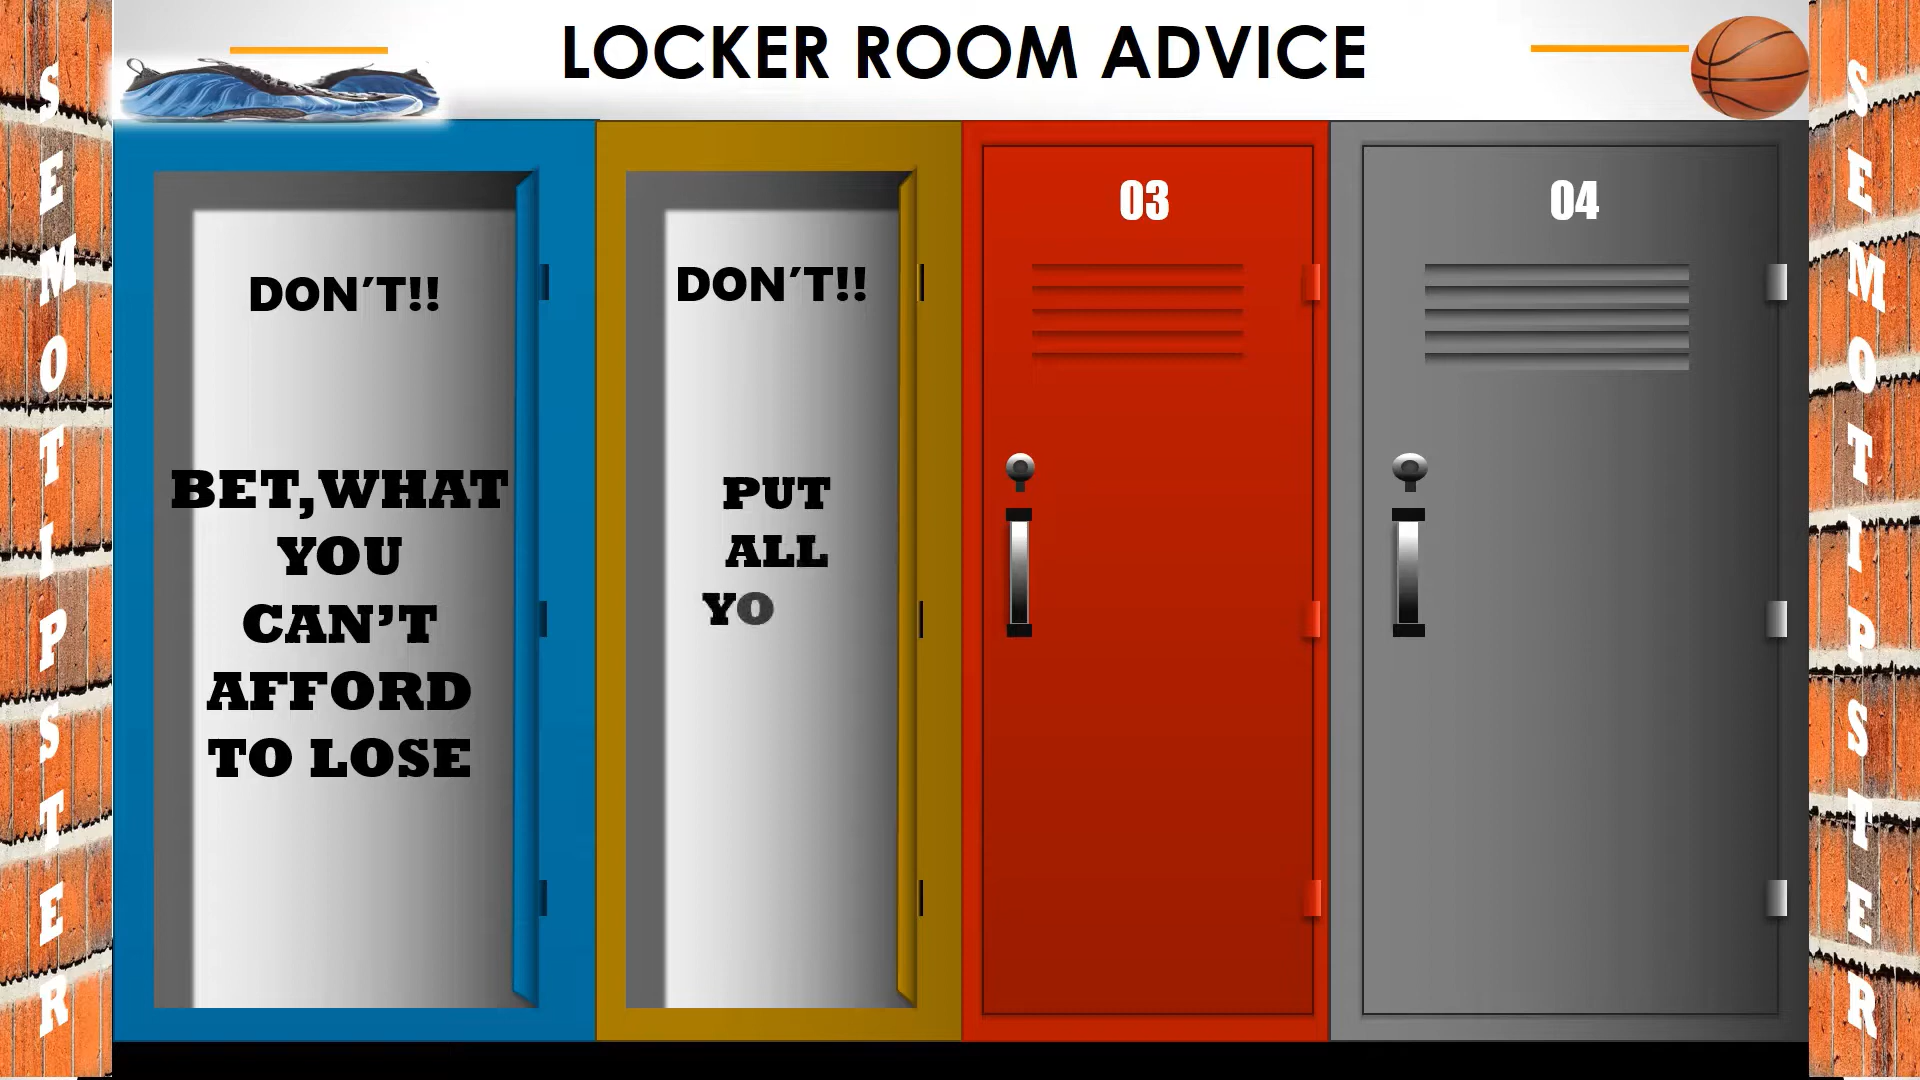 LOCKER ROOM ADVICE
SEMOTIPSTER
DON'T!!
BET,WHAT
YOU
CAN'T
AFFORD
TO LOSE
DON'T!!
PUT
ALL
YO
03
04
SEMOTIPSTER